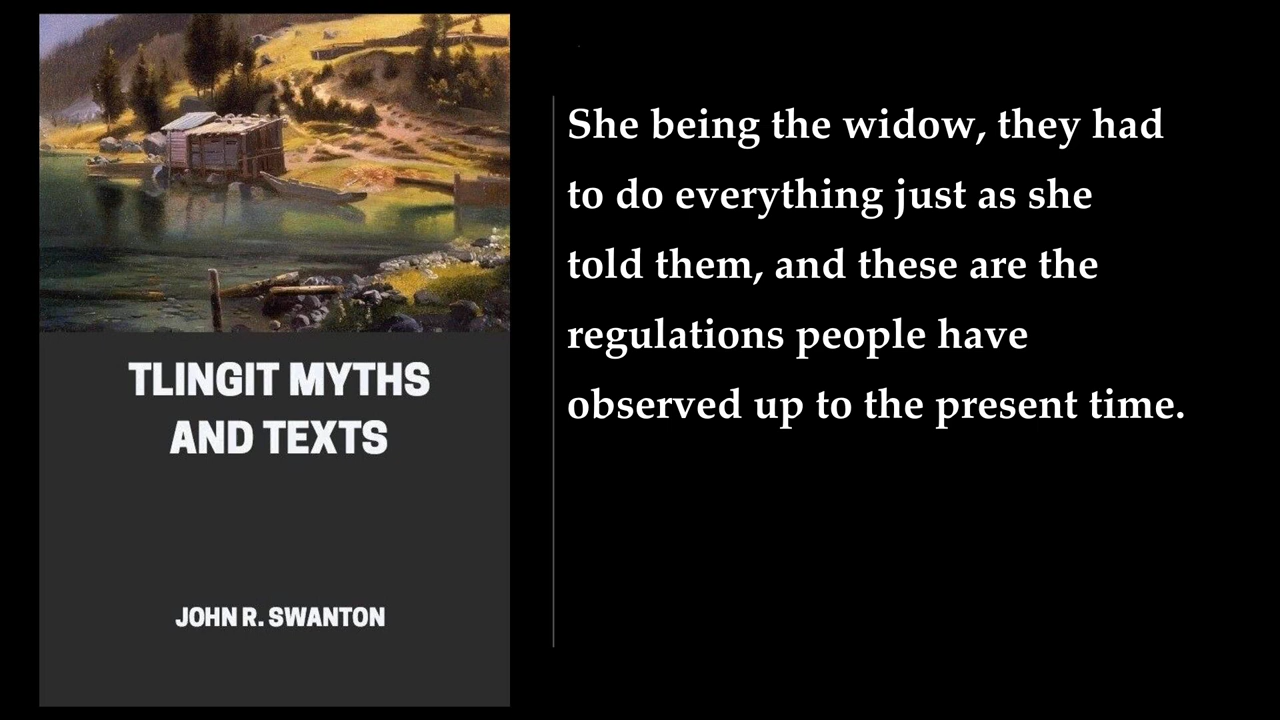 TLINGIT MYTHS
AND TEXTS
JOHN R. SWANTON
She being the widow, they had
to do everything just as she
told them, and these are the
regulations people have
observed up to the present time.